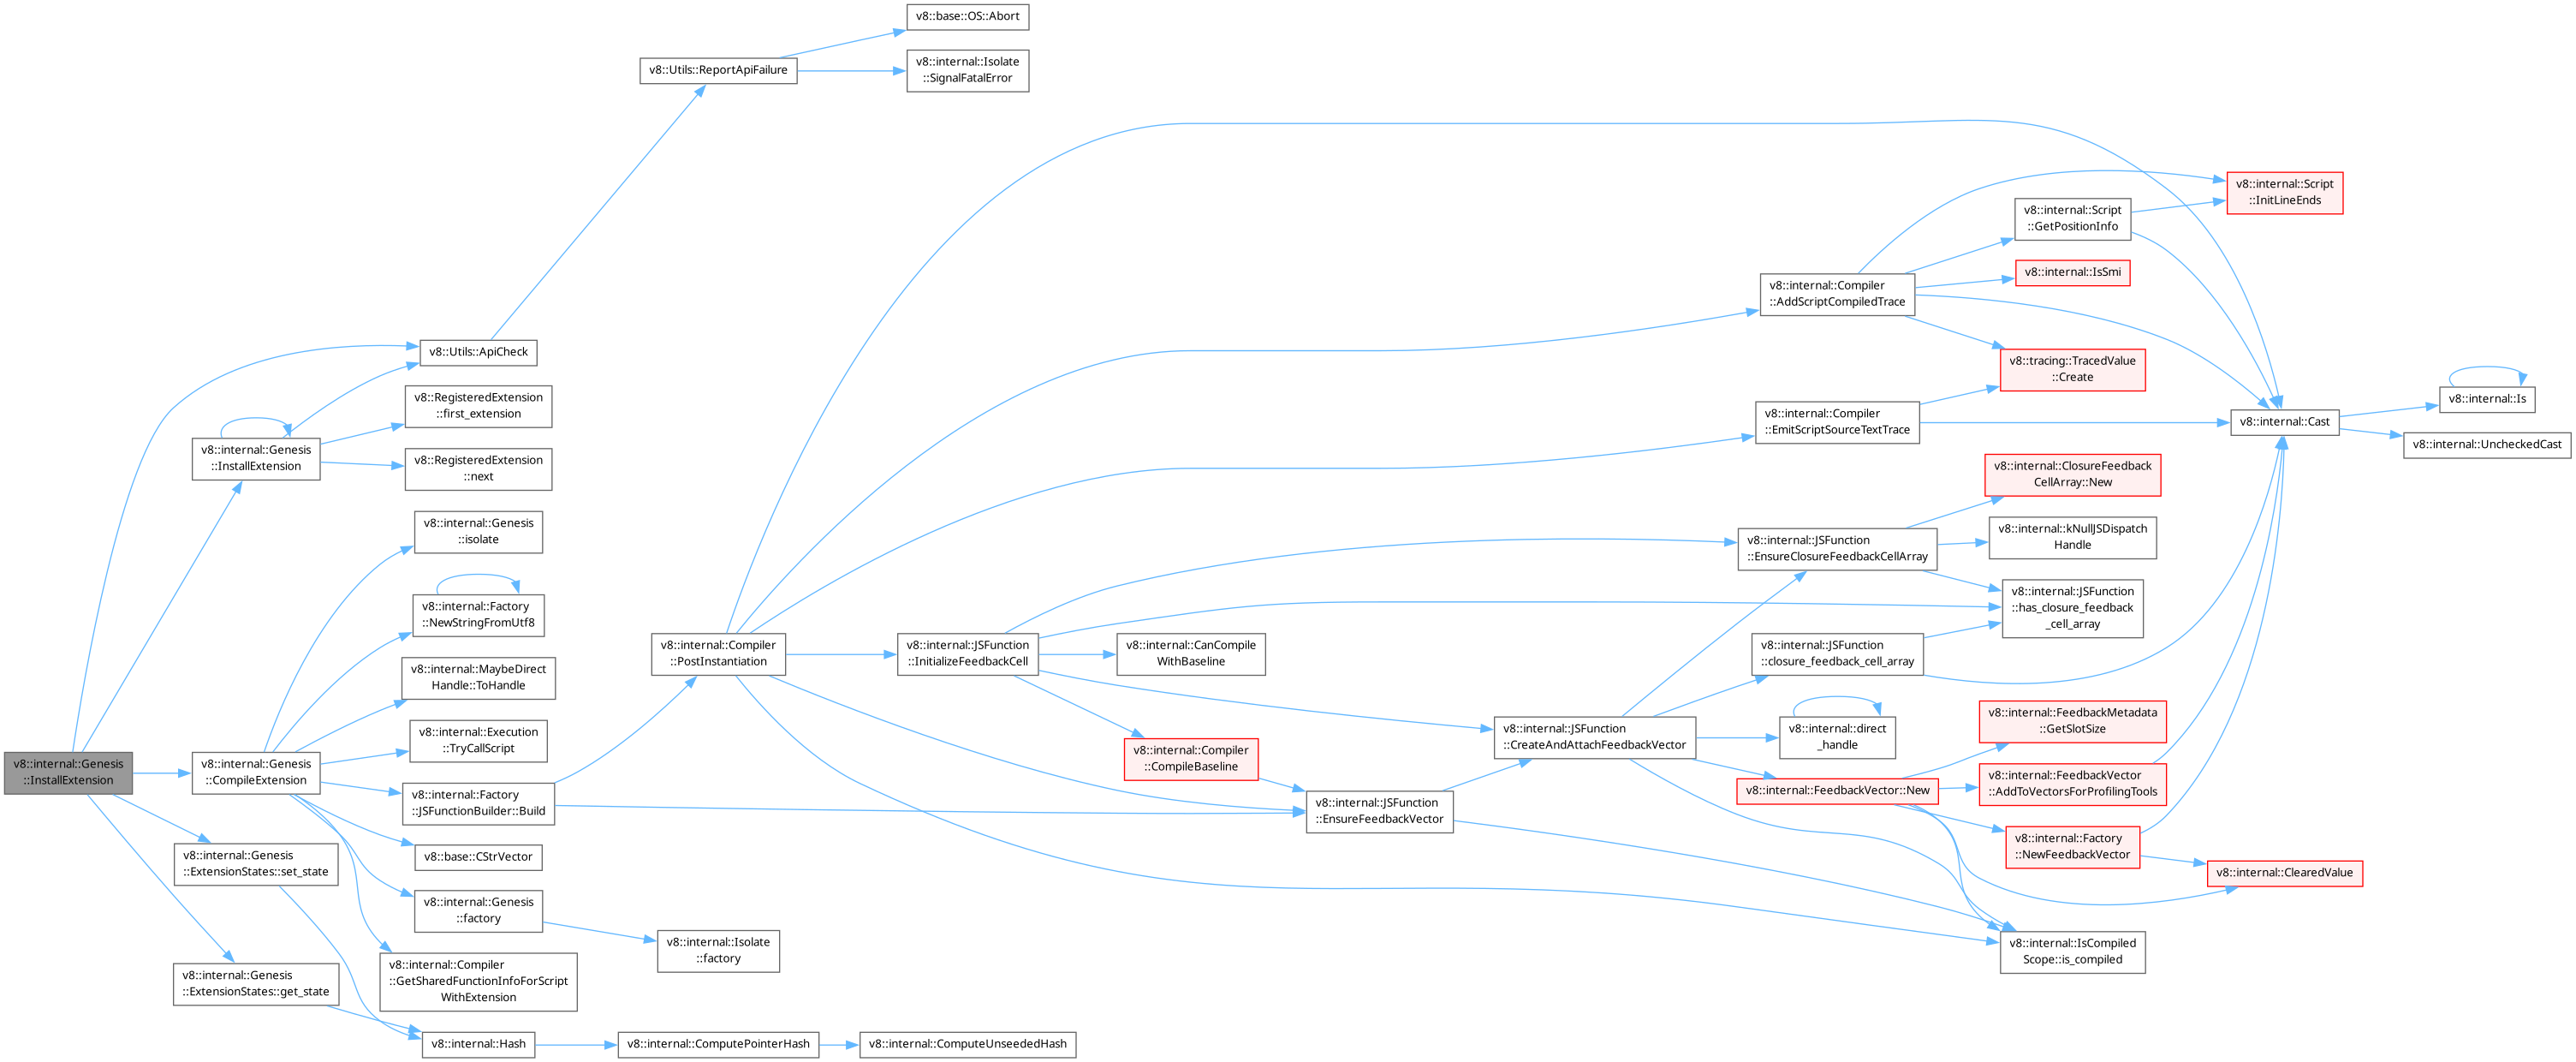 v8::internal::Genesis
::InstallExtension
v8::Utils::ApiCheck
v8::Utils::ReportApiFailure
v8::base::OS::Abort
v8::internal::Isolate
::SignalFatalError
v8::internal::Genesis
::InstallExtension
v8::RegisteredExtension
::first_extension
v8::RegisteredExtension
::next
v8::internal::Genesis
::CompileExtension
v8::internal::Genesis
::isolate
v8::internal::Factory
::NewStringFromUtf8
v8::internal::MaybeDirect
Handle::ToHandle
v8::internal::Execution
::TryCallScript
v8::internal::Factory
::JSFunctionBuilder::Build
v8::base::CStrVector
v8::internal::Genesis
::factory
v8::internal::Isolate
::factory
v8::internal::Compiler
::GetSharedFunctionInfoForScript
WithExtension
v8::internal::Genesis
::ExtensionStates::set_state
v8::internal::Genesis
::ExtensionStates::get_state
v8::internal::Hash
v8::internal::ComputePointerHash
v8::internal::ComputeUnseededHash
v8::internal::Compiler
::PostInstantiation
v8::internal::JSFunction
::InitializeFeedbackCell
v8::internal::CanCompile
WithBaseline
v8::internal::Compiler
::CompileBaseline
v8::internal::JSFunction
::EnsureFeedbackVector
v8::internal::JSFunction
::CreateAndAttachFeedbackVector
v8::internal::Compiler
::AddScriptCompiledTrace
v8::internal::Compiler
::EmitScriptSourceTextTrace
v8::internal::JSFunction
::EnsureClosureFeedbackCellArray
v8::internal::JSFunction
::closure_feedback_cell_array
v8::internal::direct
_handle
v8::internal::FeedbackVector::New
v8::internal::Script
::InitLineEnds
v8::internal::Script
::GetPositionInfo
v8::internal::IsSmi
v8::tracing::TracedValue
::Create
v8::internal::Cast
v8::internal::Is
v8::internal::UncheckedCast
v8::internal::ClosureFeedback
CellArray::New
v8::internal::kNullJSDispatch
Handle
v8::internal::JSFunction
::has_closure_feedback
_cell_array
v8::internal::FeedbackMetadata
::GetSlotSize
v8::internal::FeedbackVector
::AddToVectorsForProfilingTools
v8::internal::Factory
::NewFeedbackVector
v8::internal::ClearedValue
v8::internal::IsCompiled
Scope::is_compiled